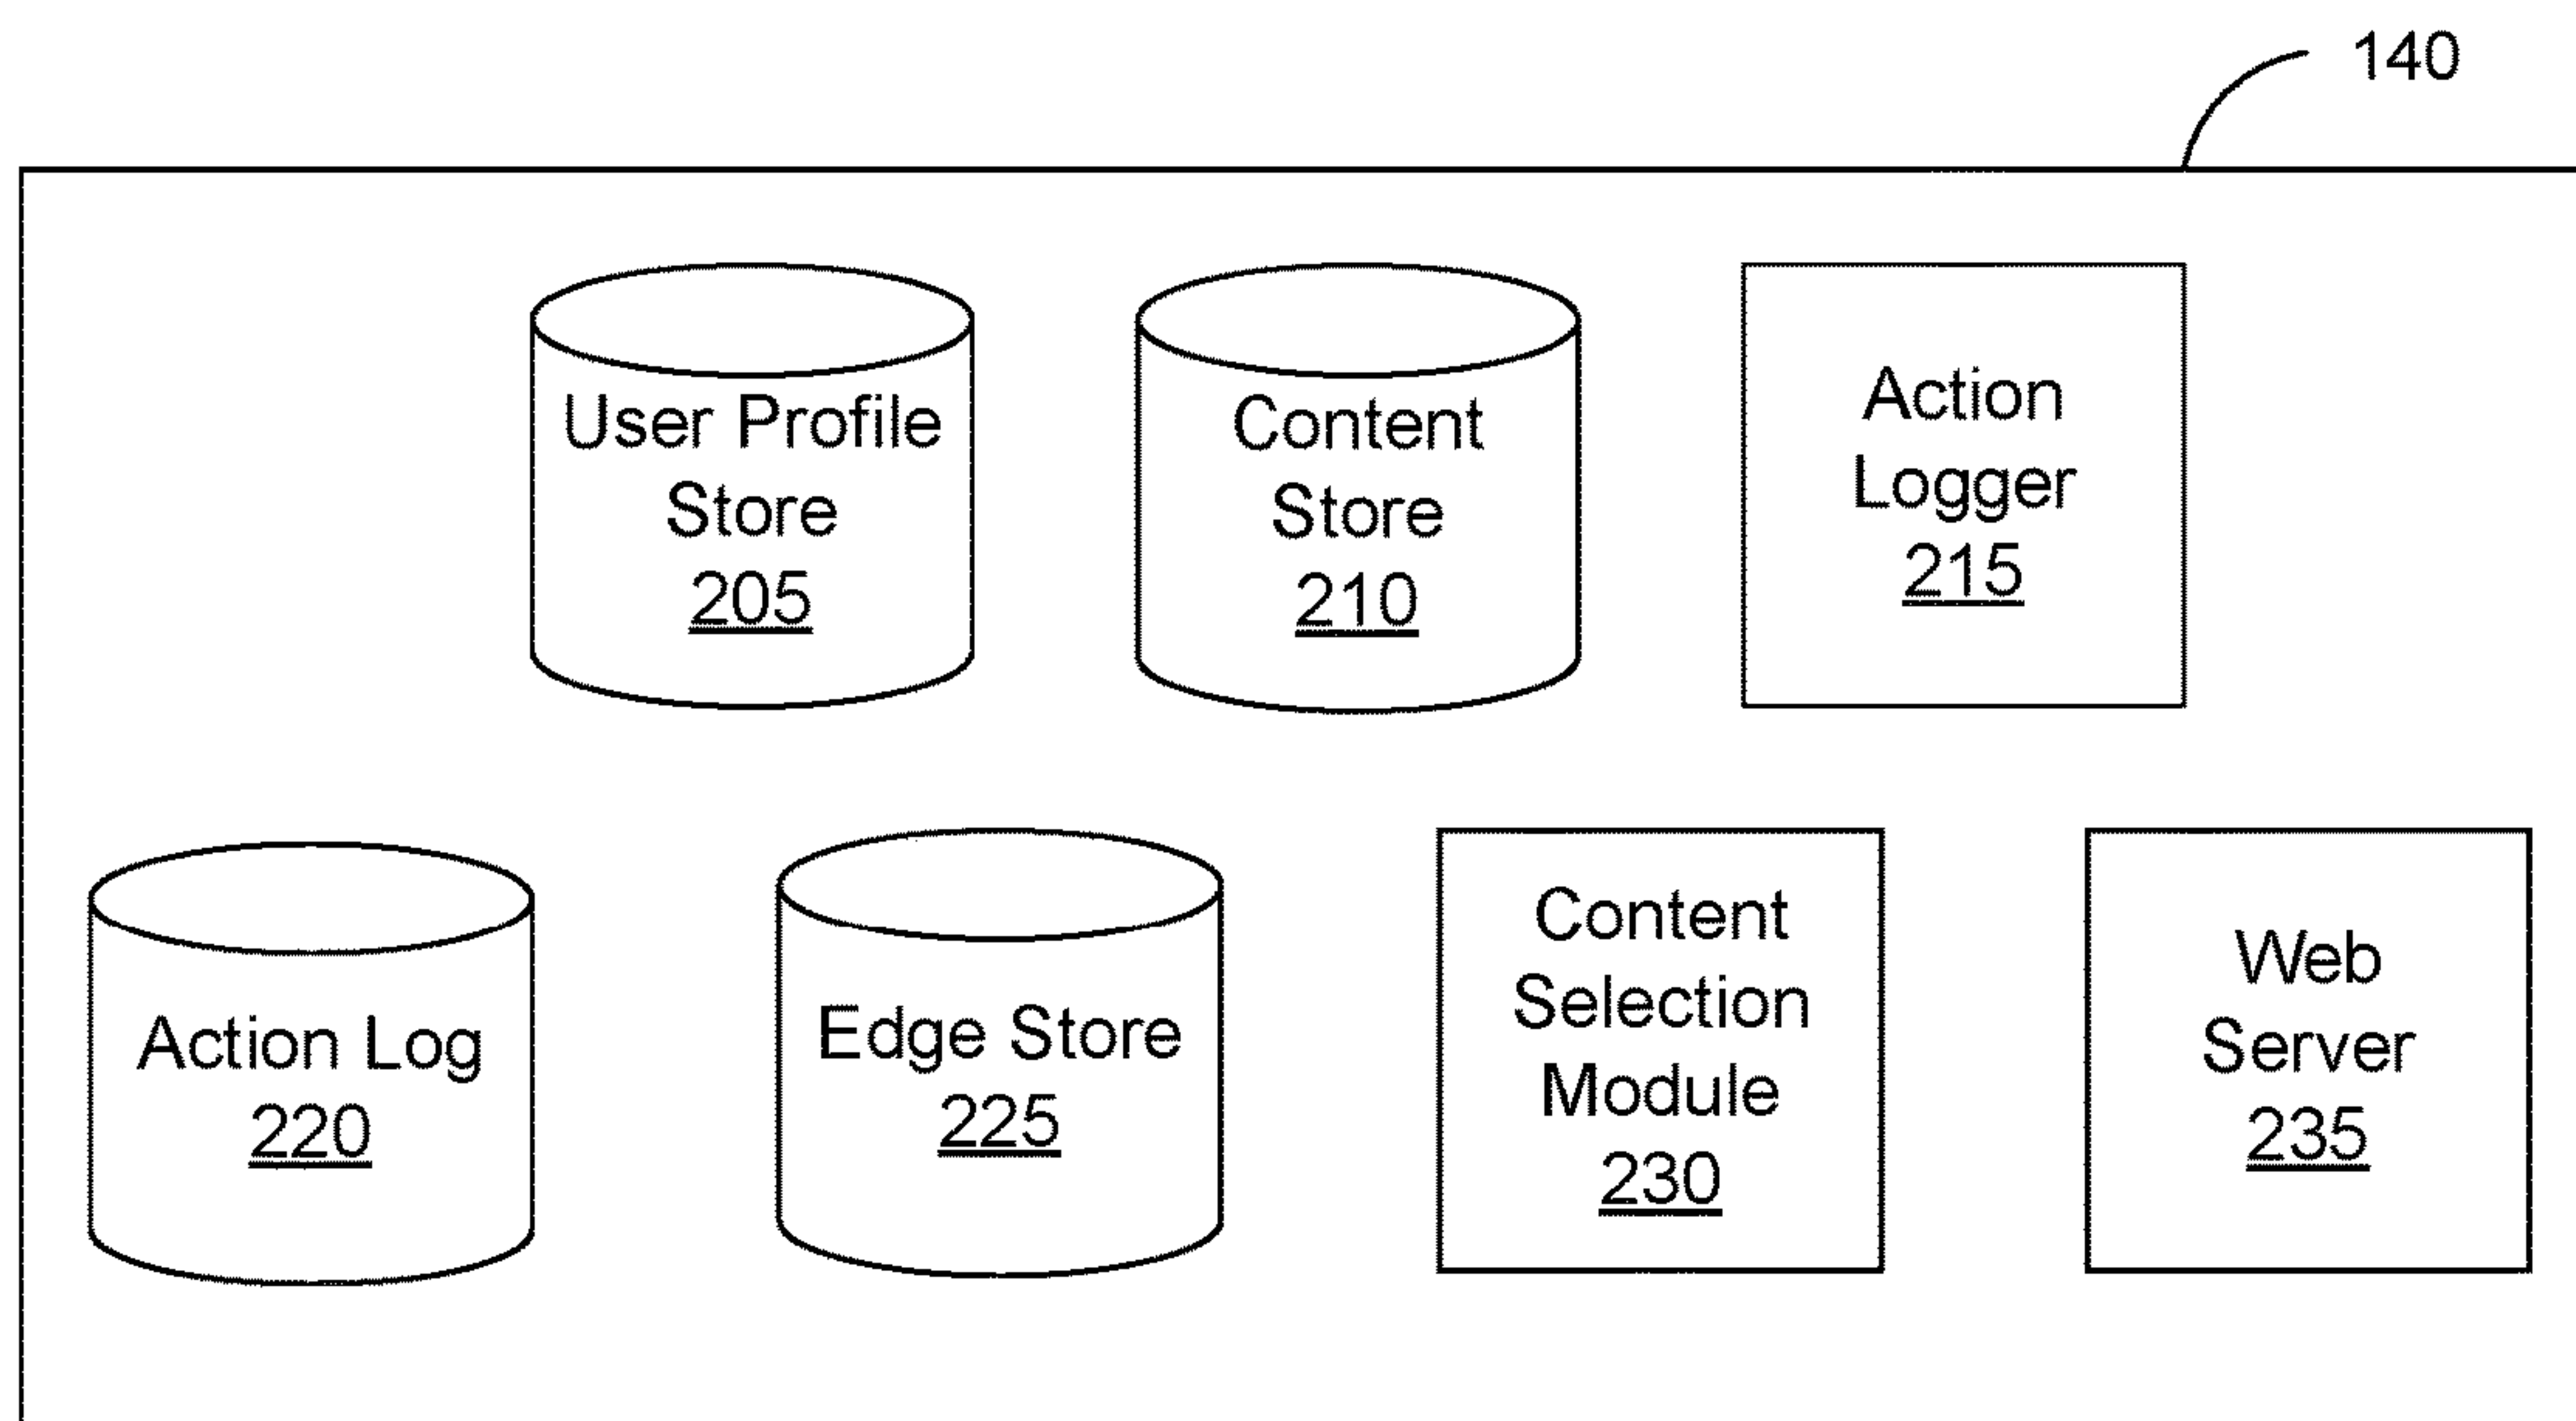 140
User Profile
Store
205
Content
Store
210
Action
Logger
215
Action Log
220
Edge Store
225
Content
Selection
Module
230
Web
Server
235